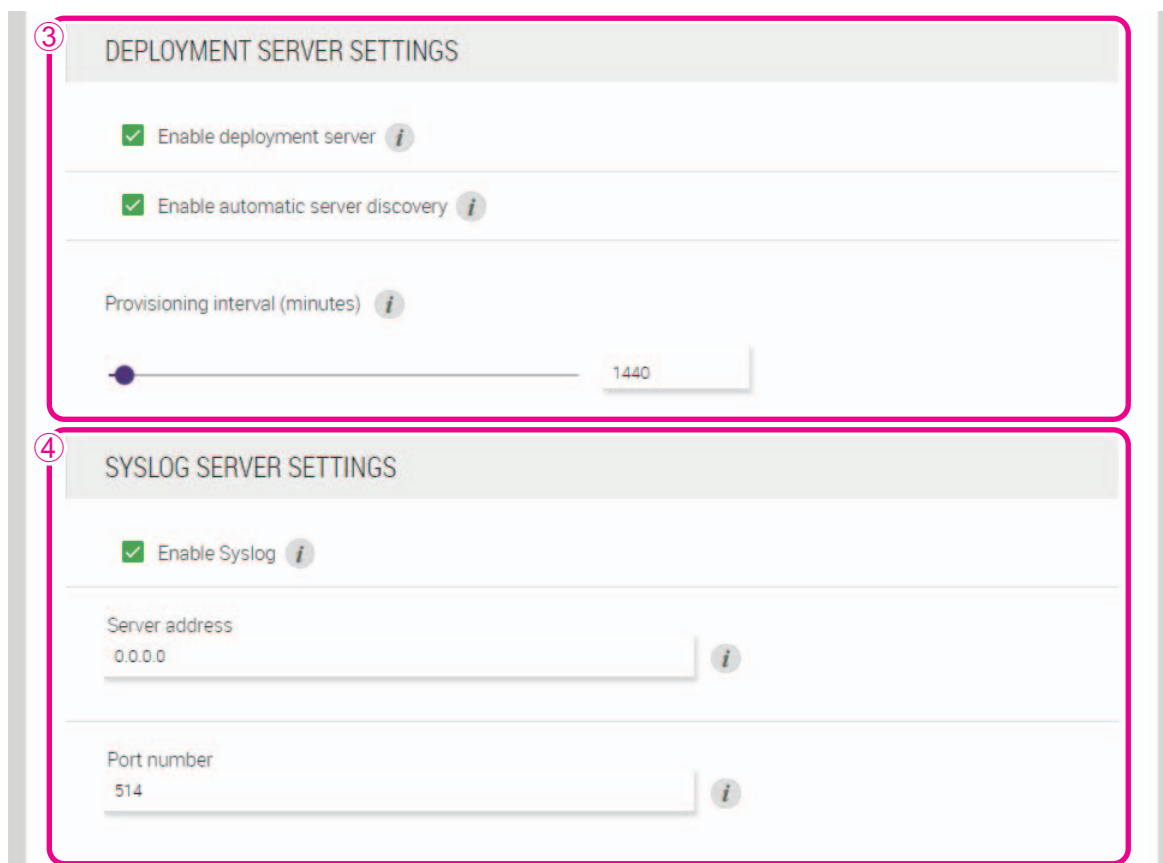 ③
DEPLOYMENT SERVER SETTINGS
Enable deployment server i
Enable automatic server discovery i
Provisioning interval (minutes) i
1440
④
SYSLOG SERVER SETTINGS
Enable Syslog i
Server address
0.0.0.0 i
Port number
514 i